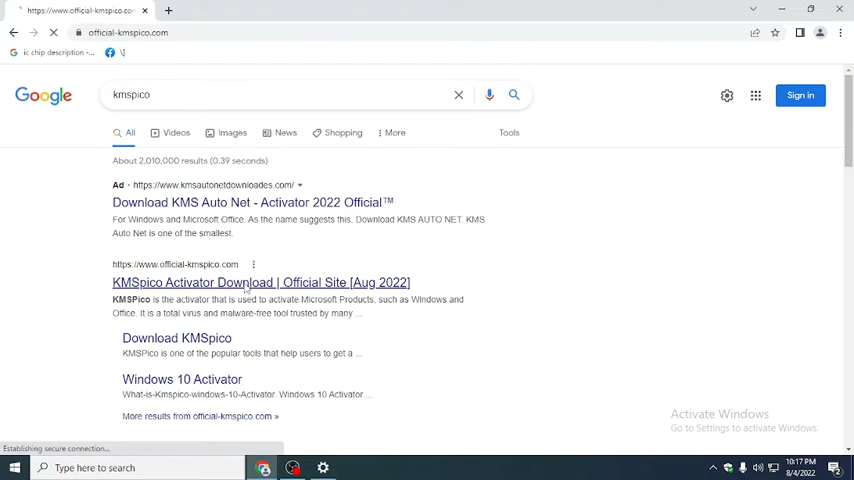 https://www.official-kmspico.com/
official-kmspico.com
ic chip description -...
Google
kmspico
Sign in
All Videos Images News Shopping More Tools
About 2,010,000 results (0.39 seconds)
Ad · https://www.kmsautonetdownloades.com/
Download KMS Auto Net - Activator 2022 Official™
For Windows and Microsoft Office. As the name suggests this. Download KMS AUTO NET. KMS
Auto Net is one of the smallest.
https://www.official-kmspico.com
KMSpico Activator Download | Official Site [Aug 2022]
KMSPico is the activator that is used to activate Microsoft Products, such as Windows and
Office. It is a total virus and malware-free tool trusted by many ...
Download KMSpico
KMSPico is one of the popular tools that help users to get a ...
Windows 10 Activator
What-is-Kmspico-windows-10-Activator. Windows 10 Activator ...
More results from official-kmspico.com »
Activate Windows
Go to Settings to activate Windows.
Establishing secure connection...
Type here to search
10:17 PM
8/4/2022
2